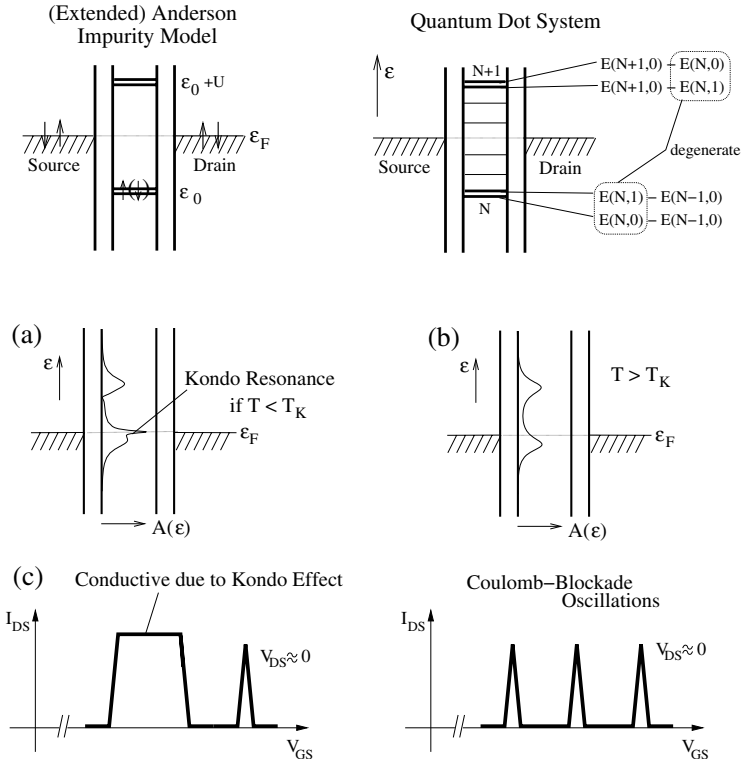 (Extended) Anderson
Impurity Model
Quantum Dot System
ε₀ +U
ε_F
Source
Drain
(↓)
ε₀
ε
N+1
E(N+1,0) – E(N,0)
E(N+1,0) – E(N,1)
degenerate
Source
Drain
E(N,1) – E(N−1,0)
N
E(N,0) – E(N−1,0)
(a)
ε
Kondo Resonance
if T < T_K
ε_F
A(ε)
(b)
ε
T > T_K
ε_F
A(ε)
(c)
Conductive due to Kondo Effect
I_DS
V_DS≈ 0
V_GS
Coulomb−Blockade
Oscillations
I_DS
V_DS≈ 0
V_GS